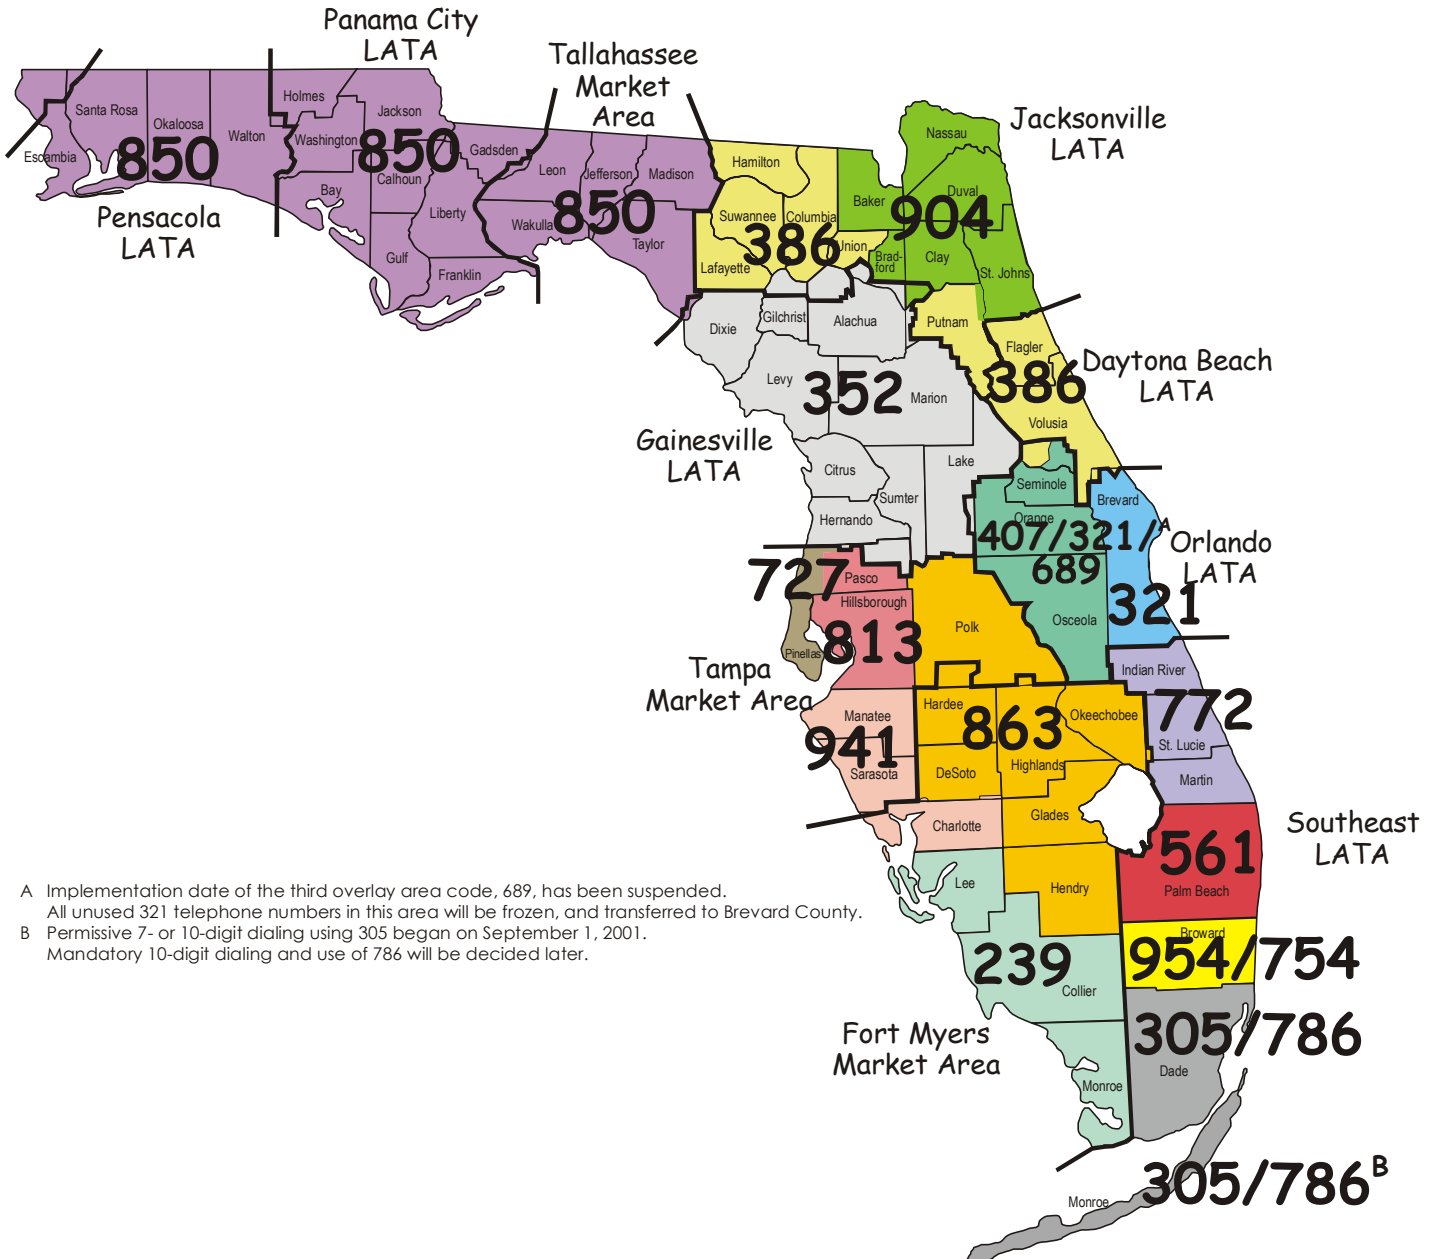 Panama City
LATA
Tallahassee
Market
Area
Jacksonville
LATA
Pensacola
LATA
Escambia
Santa Rosa
Okaloosa
850
Walton
Holmes
Washington
Jackson
850
Bay
Calhoun
Gulf
Liberty
Franklin
Gadsden
Leon
Jefferson
Madison
850
Wakulla
Taylor
Hamilton
Suwannee
Columbia
386
Lafayette
Union
Nassau
Baker
Duval
904
Brad-
ford
Clay
St. Johns
Dixie
Gilchrist
Alachua
Putnam
Flagler
Daytona Beach
LATA
386
Volusia
Levy
352
Marion
Gainesville
LATA
Citrus
Lake
Sumter
Hernando
Seminole
Orange
Brevard
407/321/A
689
Orlando
LATA
321
Osceola
727
Pasco
Hillsborough
813
Pinellas
Polk
Tampa
Market Area
Indian River
772
St. Lucie
Martin
Manatee
941
Sarasota
Hardee
863
Okeechobee
DeSoto
Highlands
Charlotte
Glades
Southeast
LATA
561
Palm Beach
Lee
Hendry
Broward
954/754
239
Collier
305/786
Dade
Fort Myers
Market Area
Monroe
305/786B
Monroe
A Implementation date of the third overlay area code, 689, has been suspended.
All unused 321 telephone numbers in this area will be frozen, and transferred to Brevard County.
B Permissive 7- or 10-digit dialing using 305 began on September 1, 2001.
Mandatory 10-digit dialing and use of 786 will be decided later.